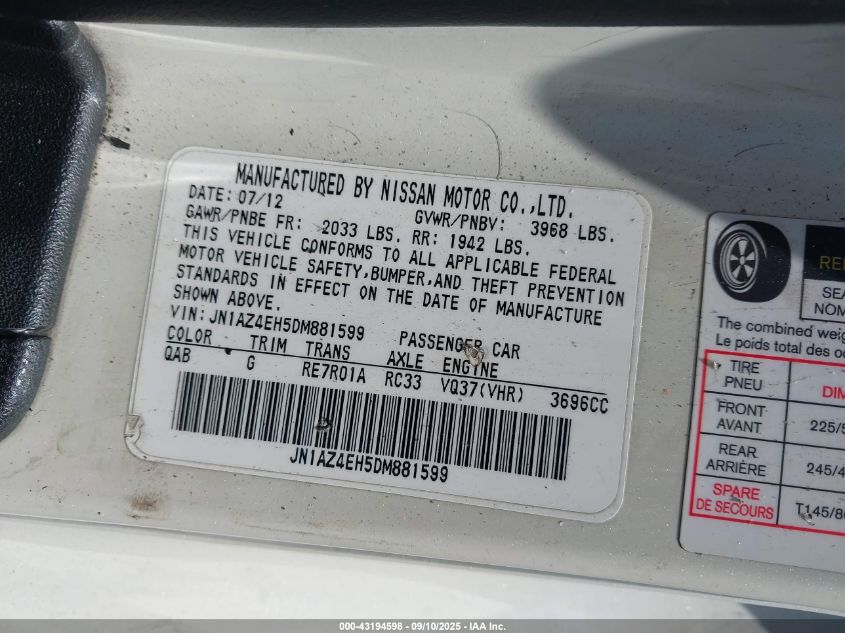 MANUFACTURED BY NISSAN MOTOR CO.,LTD.
DATE: 07/12
GVWR/PNBV: 3968 LBS.
GAWR/PNBE FR: 2033 LBS. RR: 1942 LBS.
THIS VEHICLE CONFORMS TO ALL APPLICABLE FEDERAL
MOTOR VEHICLE SAFETY,BUMPER,AND THEFT PREVENTION
STANDARDS IN EFFECT ON THE DATE OF MANUFACTURE
SHOWN ABOVE.
VIN: JN1AZ4EH5DM881599 PASSENGER CAR
COLOR TRIM TRANS AXLE ENGINE
QAB G RE7R01A RC33 VQ37(VHR) 3696CC
JN1AZ4EH5DM881599
The combined
Le poids total des
TIRE
PNEU
FRONT
AVANT
225/5
REAR
ARRIÈRE
245/4
SPARE
DE SECOURS
T145/8
000-43194598 - 09/10/2025 - IAA Inc.